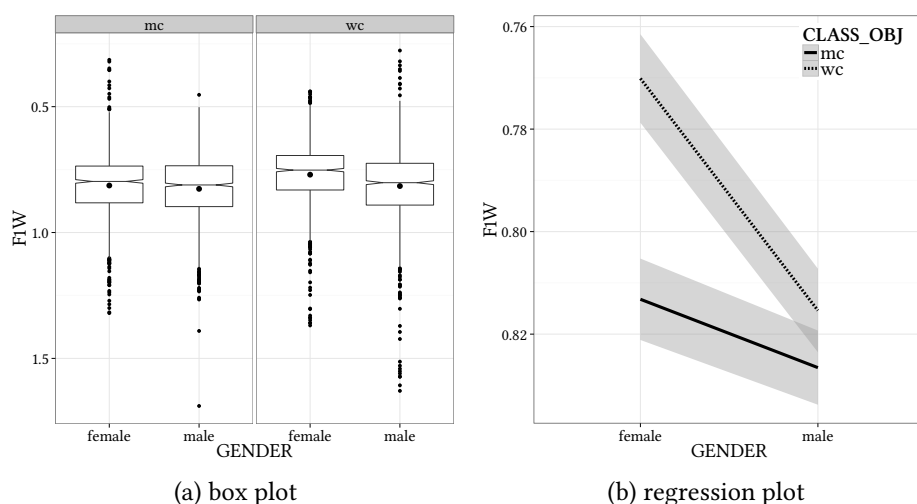 mc
wc
0.5
1.0
1.5
F1W
female
male
female
male
GENDER
(a) box plot
0.76
0.78
0.80
0.82
F1W
CLASS_OBJ
mc
wc
female
male
GENDER
(b) regression plot